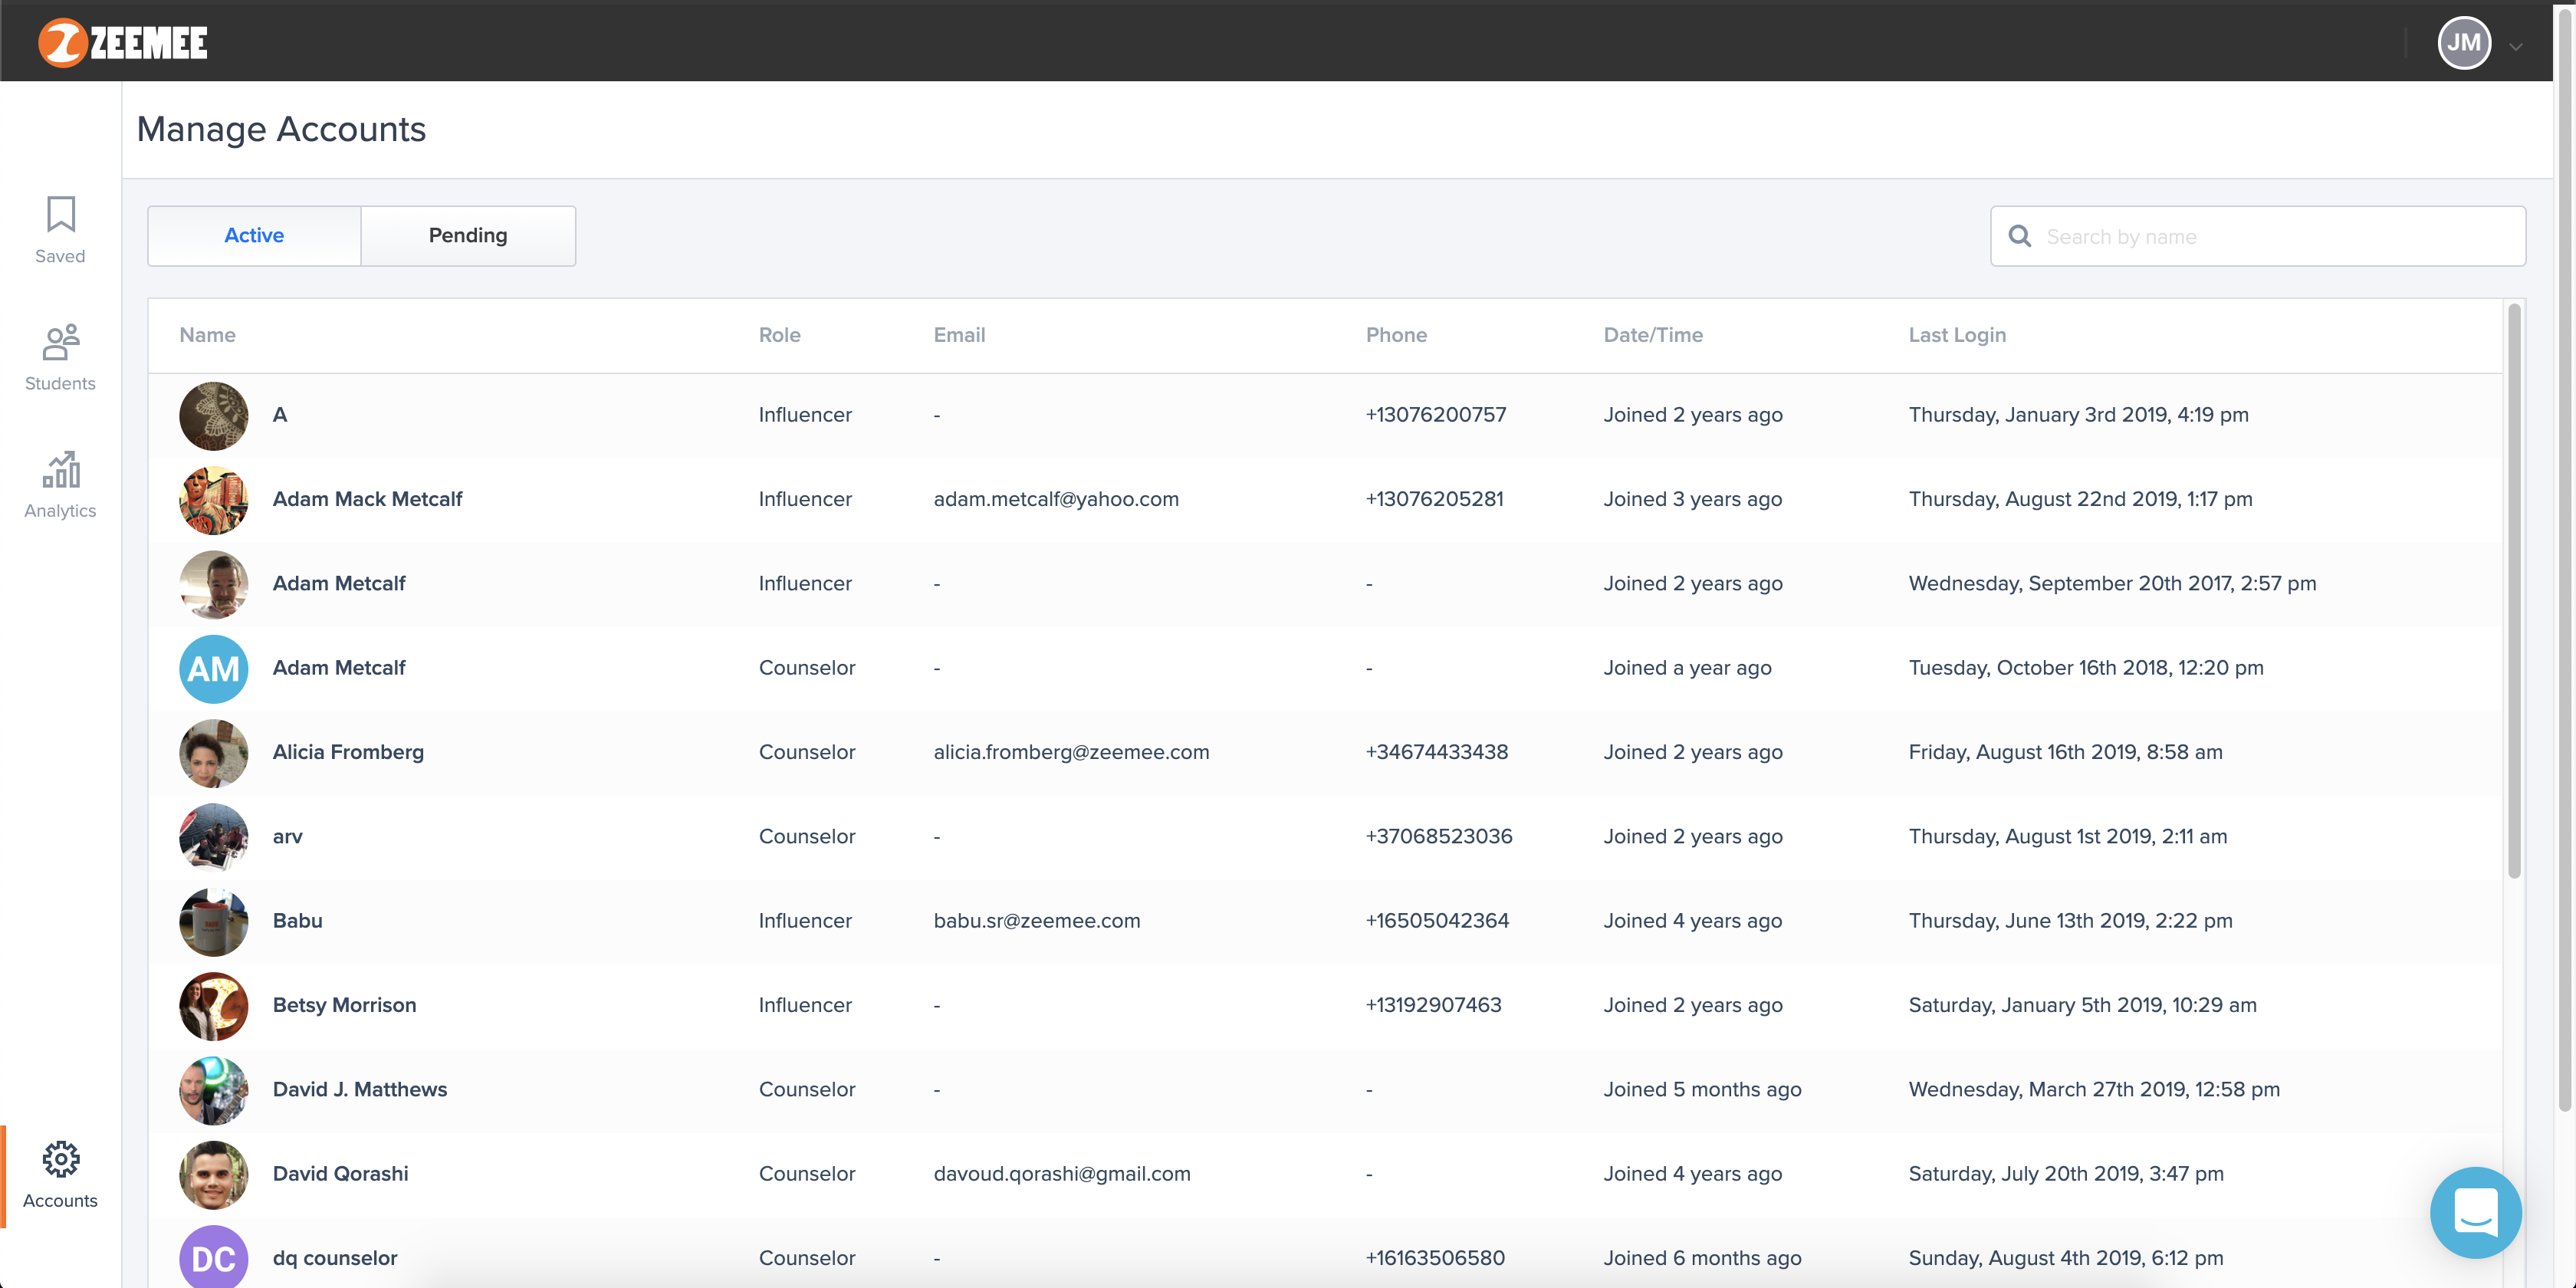 ZEEMEE
JM
Manage Accounts
Saved
Students
Analytics
Accounts
Active Pending
Search by name
Name Role Email Phone Date/Time Last Login
A Influencer - +13076200757 Joined 2 years ago Thursday, January 3rd 2019, 4:19 pm
Adam Mack Metcalf Influencer adam.metcalf@yahoo.com +13076205281 Joined 3 years ago Thursday, August 22nd 2019, 1:17 pm
Adam Metcalf Influencer - - Joined 2 years ago Wednesday, September 20th 2017, 2:57 pm
AM Adam Metcalf Counselor - - Joined a year ago Tuesday, October 16th 2018, 12:20 pm
Alicia Fromberg Counselor alicia.fromberg@zeemee.com +34674433438 Joined 2 years ago Friday, August 16th 2019, 8:58 am
arv Counselor - +37068523036 Joined 2 years ago Thursday, August 1st 2019, 2:11 am
Babu Influencer babu.sr@zeemee.com +16505042364 Joined 4 years ago Thursday, June 13th 2019, 2:22 pm
Betsy Morrison Influencer - +13192907463 Joined 2 years ago Saturday, January 5th 2019, 10:29 am
David J. Matthews Counselor - - Joined 5 months ago Wednesday, March 27th 2019, 12:58 pm
David Qorashi Counselor davoud.qorashi@gmail.com - Joined 4 years ago Saturday, July 20th 2019, 3:47 pm
DC dq counselor Counselor - +16163506580 Joined 6 months ago Sunday, August 4th 2019, 6:12 pm